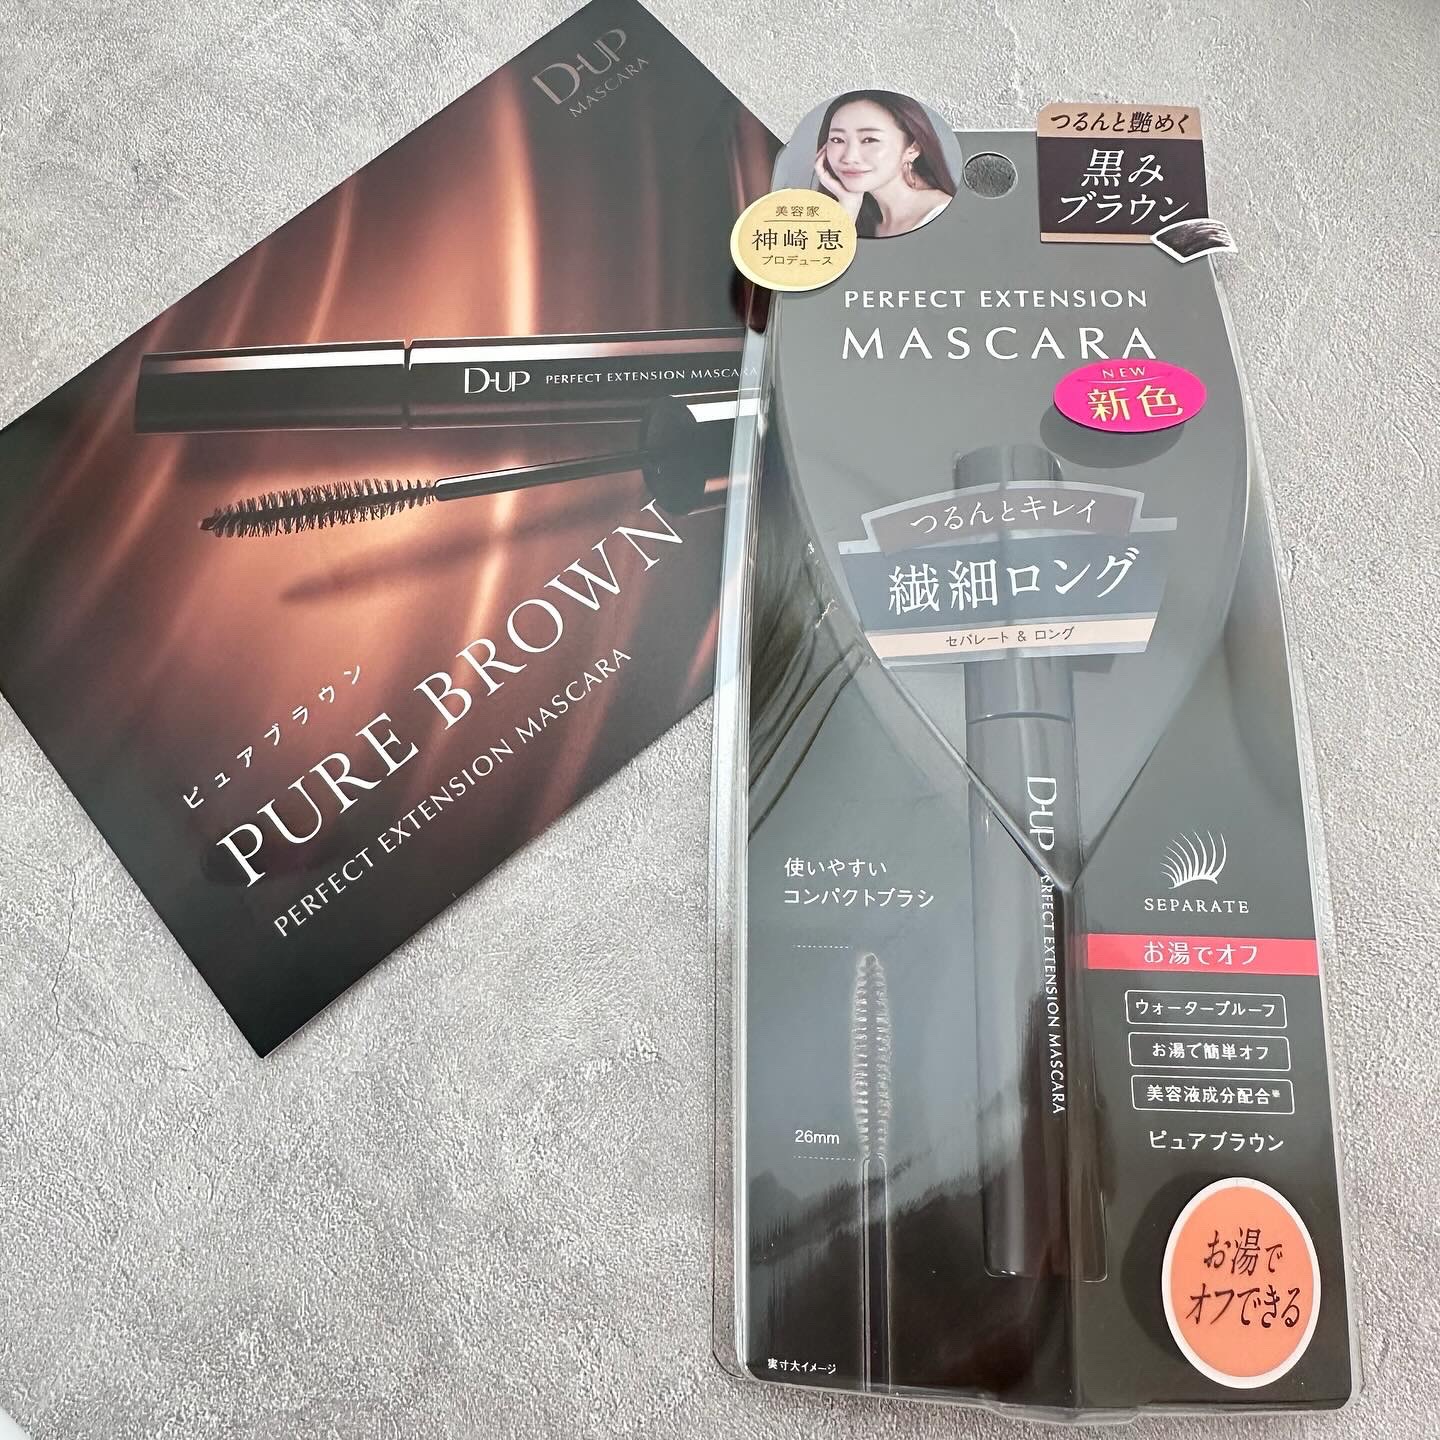 D-UP
MASCARA
D-UP PERFECT EXTENSION MASCARA
ピュアブラウン
PURE BROWN
PERFECT EXTENSION MASCARA
美容家
神崎 恵
プロデュース
つるんと艶めく
黒み
ブラウン
PERFECT EXTENSION
MASCARA
NEW
新色
つるんとキレイ
繊細ロング
セパレート & ロング
D-UP PERFECT EXTENSION MASCARA
使いやすい
コンパクトブラシ
26mm
実寸大イメージ
SEPARATE
お湯でオフ
ウォータープルーフ
お湯で簡単オフ
美容液成分配合※
ピュアブラウン
お湯で
オフできる